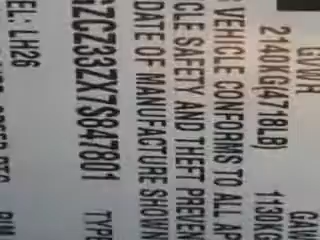 GVWR GAW
2140KG(4718LB) 1130KG
VEHICLE CONFORMS TO ALL AP
CLE SAFETY AND THEFT PREVEN
DATE OF MANUFACTURE SHOWN
ZCZ33ZX7S047801 TYPE
EL: LH26